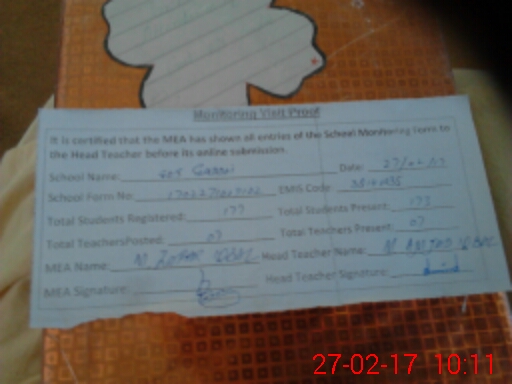 Monitoring Visit Proof
It is certified that the MEA has shown all entries of the School Monitoring Form to
the Head Teacher before its online submission.
School Name: Date: 27/02/17
School Form No: EMIS Code:
Total Students Registered: 177 Total Students Present: 173
Total TeachersPosted: 07 Total Teachers Present: 07
MEA Name: Head Teacher Name:
MEA Signature: Head Teacher Signature:
27-02-17 10:11